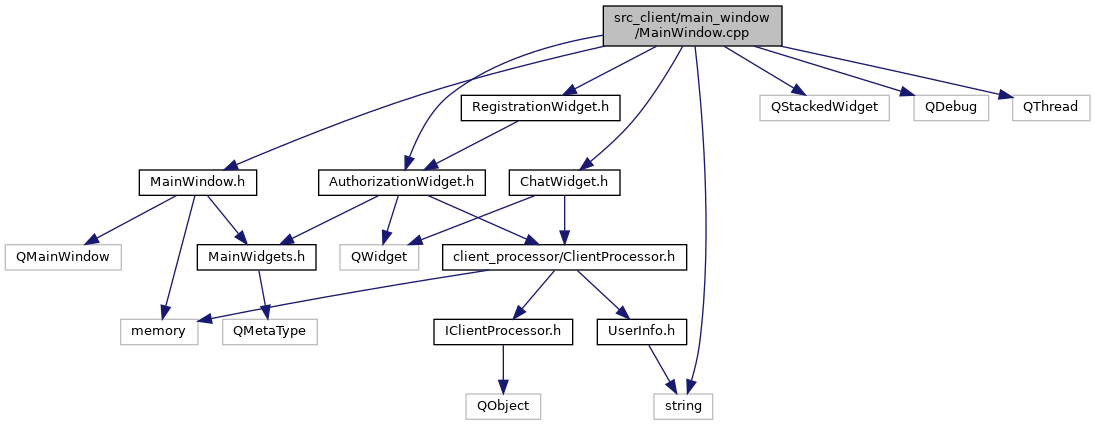 src_client/main_window
/MainWindow.cpp
RegistrationWidget.h
QStackedWidget
QDebug
QThread
MainWindow.h
AuthorizationWidget.h
ChatWidget.h
QMainWindow
MainWidgets.h
QWidget
client_processor/ClientProcessor.h
memory
QMetaType
IClientProcessor.h
UserInfo.h
QObject
string